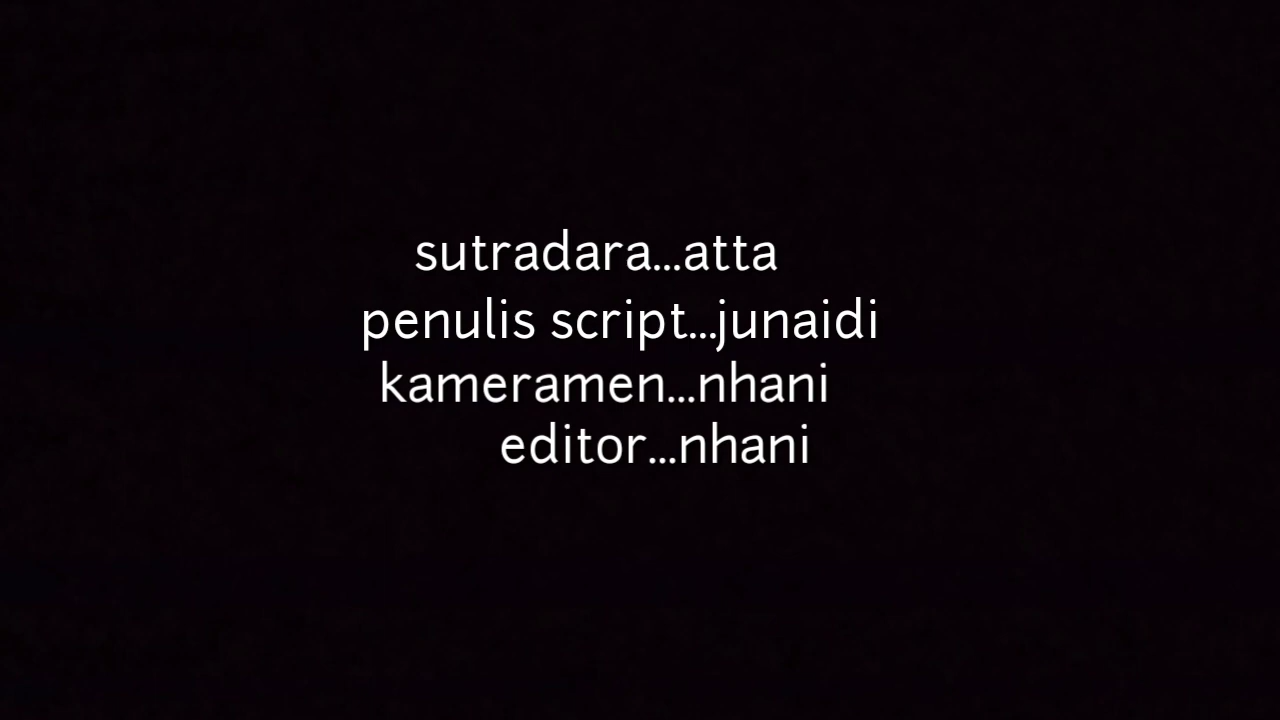 sutradara...atta
penulis script...junaidi
kameramen...nhani
editor...nhani